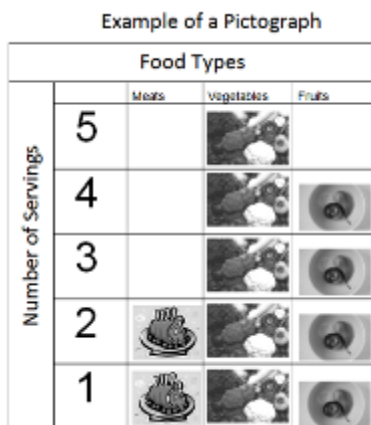 Example of a Pictograph
Food Types
Meats Vegetables Fruits
Number of Servings
5
4
3
2
1